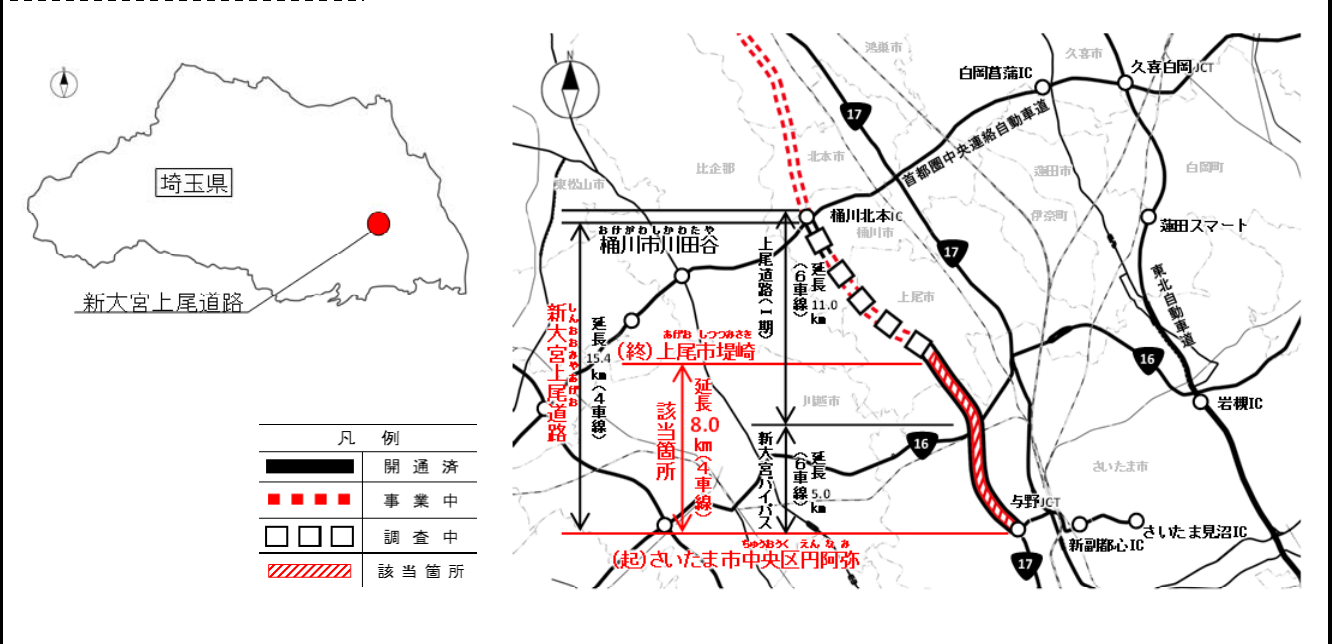 N
埼玉県
新大宮上尾道路
凡 例
開 通 済
事 業 中
調 査 中
該 当 箇 所
N
鴻巣市
久喜市
白岡菖蒲IC
久喜白岡JCT
17
首都圏中央連絡自動車道
北本市
比企郡
東松山市
蓮田市
白岡町
伊奈町
桶川北本IC
桶川市
蓮田スマート
おけがわしかわたや
桶川市川田谷
17
上尾道路(Ⅰ期)
延長11.0km
(6車線)
上尾市
東北自動車道
しんおおみやあげお
新大宮上尾道路
延長15.4km(4車線)
あげお しつつみさき
(終)上尾市堤崎
16
該当箇所
延長8.0km(4車線)
川越市
岩槻IC
16
新大宮バイパス
延長5.0km
(6車線)
さいたま市
与野JCT
新都心IC
さいたま見沼IC
ちゅうおうく えん な み
(起)さいたま市中央区円阿弥
17